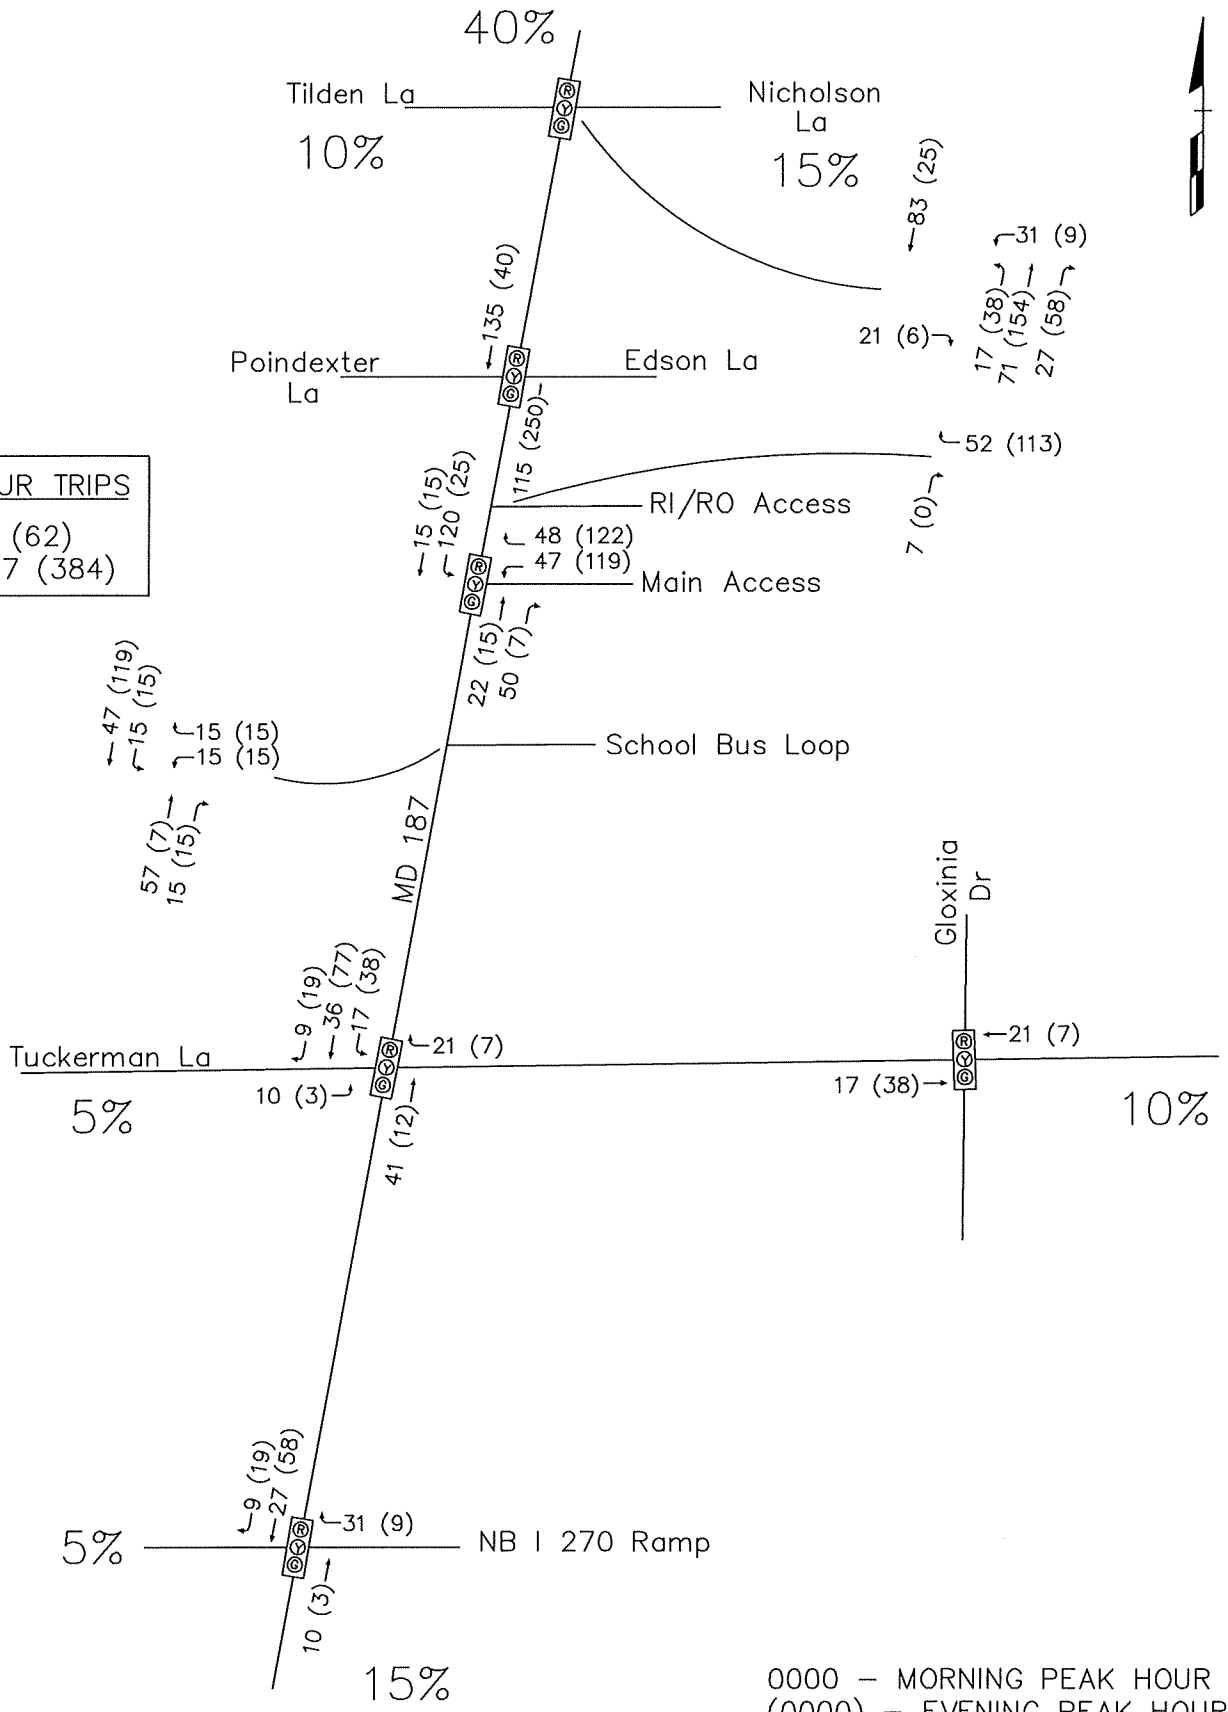 40%
Tilden La
Nicholson
La
10%
15%
83 (25)
31 (9)
17 (38)
71 (154)
27 (58)
21 (6)
135 (40)
Poindexter
La
Edson La
115 (250)
52 (113)
7 (0)
UR TRIPS
(62)
7 (384)
15 (15)
120 (25)
RI/RO Access
48 (122)
47 (119)
Main Access
22 (15)
50 (7)
47 (119)
15 (15)
15 (15)
15 (15)
School Bus Loop
57 (7)
15 (15)
MD 187
Gloxinia
Dr
9 (19)
36 (77)
17 (38)
21 (7)
21 (7)
Tuckerman La
10 (3)
17 (38)
5%
10%
41 (12)
9 (19)
27 (58)
31 (9)
5%
NB I 270 Ramp
10 (3)
15%
0000 – MORNING PEAK HOUR
(0000) – EVENING PEAK HOUR
R
Y
G
R
Y
G
R
Y
G
R
Y
G
R
Y
G
R
Y
G